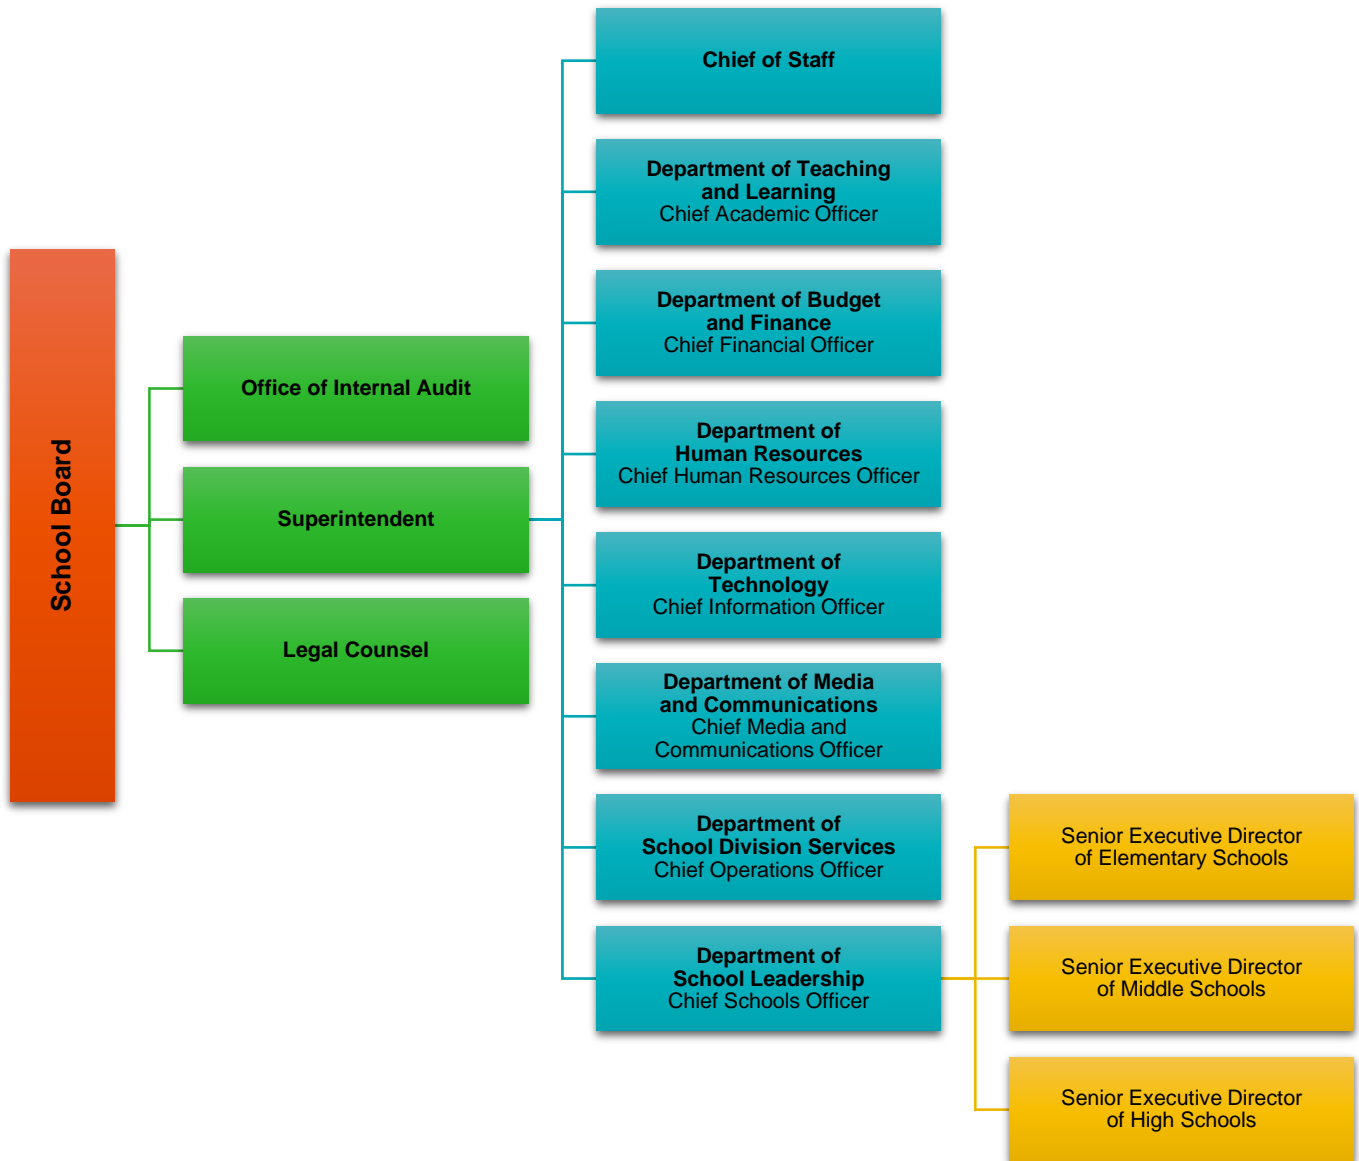 School Board
Office of Internal Audit
Superintendent
Legal Counsel
Chief of Staff
Department of Teaching
and Learning
Chief Academic Officer
Department of Budget
and Finance
Chief Financial Officer
Department of
Human Resources
Chief Human Resources Officer
Department of
Technology
Chief Information Officer
Department of Media
and Communications
Chief Media and
Communications Officer
Department of
School Division Services
Chief Operations Officer
Department of
School Leadership
Chief Schools Officer
Senior Executive Director
of Elementary Schools
Senior Executive Director
of Middle Schools
Senior Executive Director
of High Schools